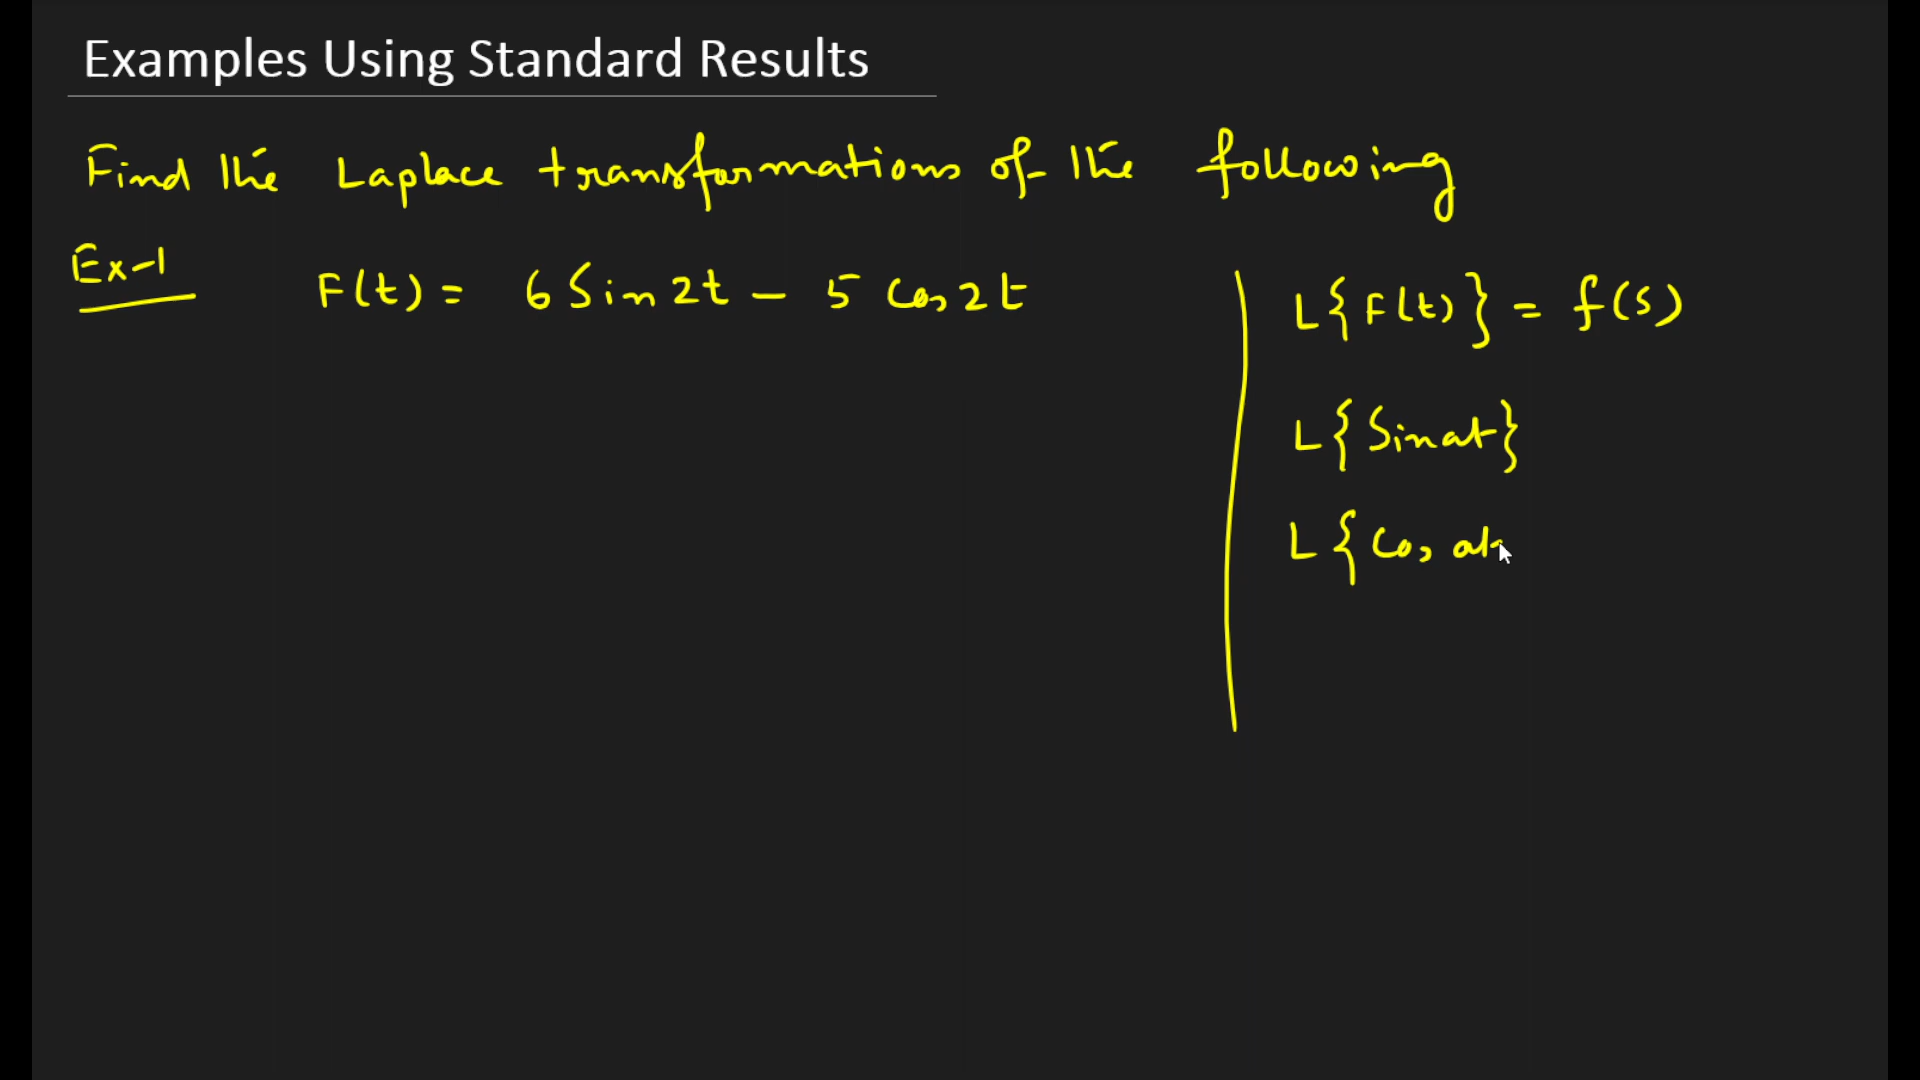 Examples Using Standard Results
Find the Laplace transformations of the following
Ex-1
F(t) = 6 Sin 2t - 5 Cos 2t
L{F(t)} = f(s)
L{Sin at}
L{Cos at